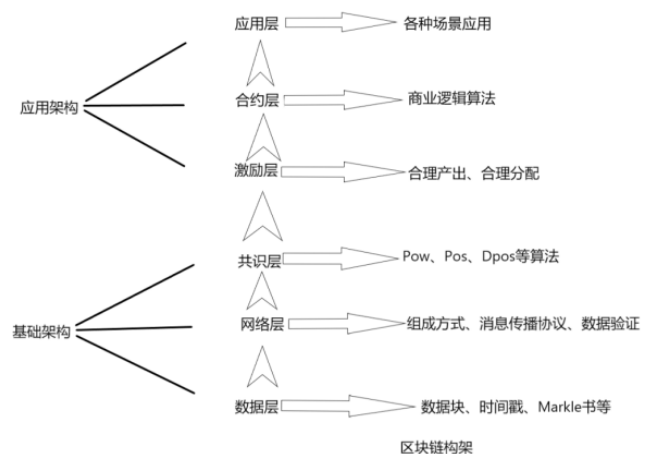 应用层 各种场景应用
应用架构
合约层 商业逻辑算法
激励层 合理产出、合理分配
共识层 Pow、Pos、Dpos等算法
基础架构
网络层 组成方式、消息传播协议、数据验证
数据层 数据块、时间戳、Markle书等
区块链构架